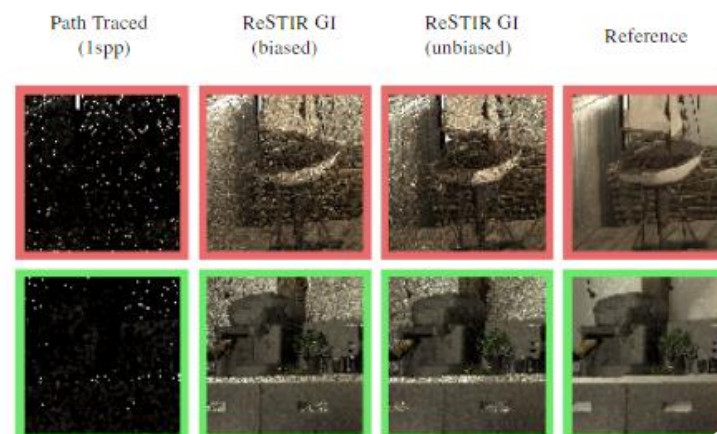 Path Traced
(1spp)
ReSTIR GI
(biased)
ReSTIR GI
(unbiased)
Reference